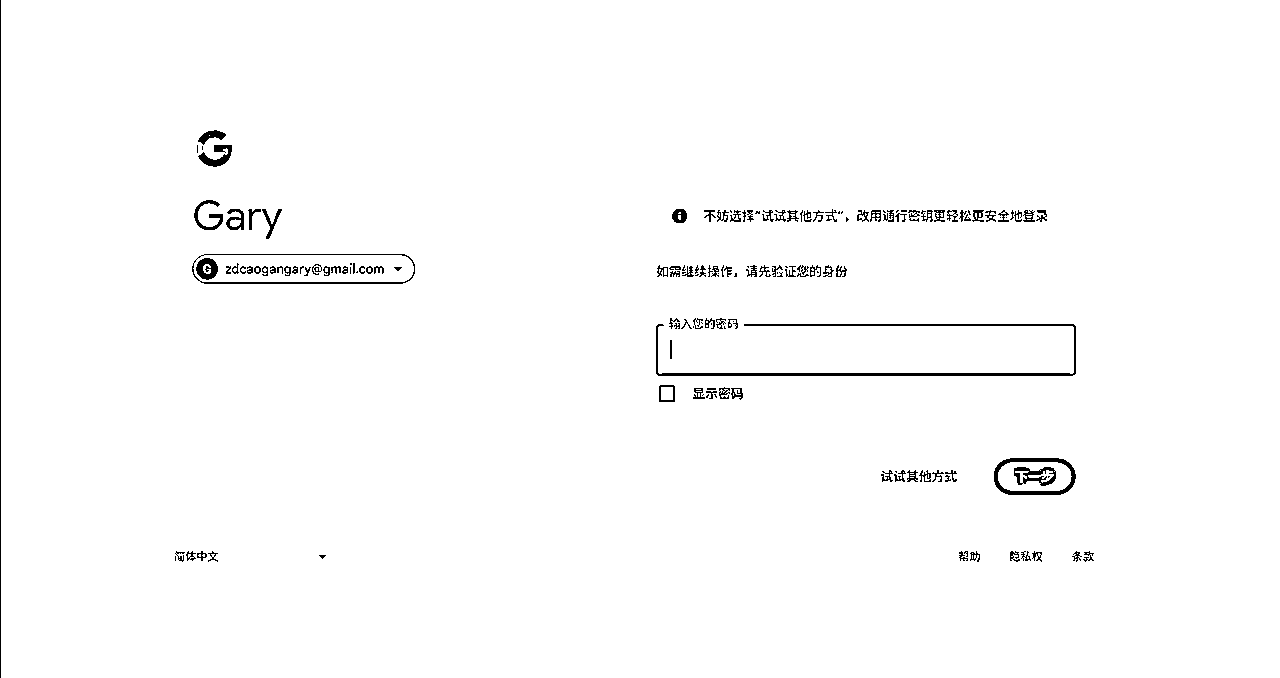 Gary
G zdcaogangary@gmail.com
不妨选择“试试其他方式”，改用通行密钥更轻松更安全地登录
如需继续操作，请先验证您的身份
输入您的密码
显示密码
试试其他方式
下一步
简体中文
帮助 隐私权 条款